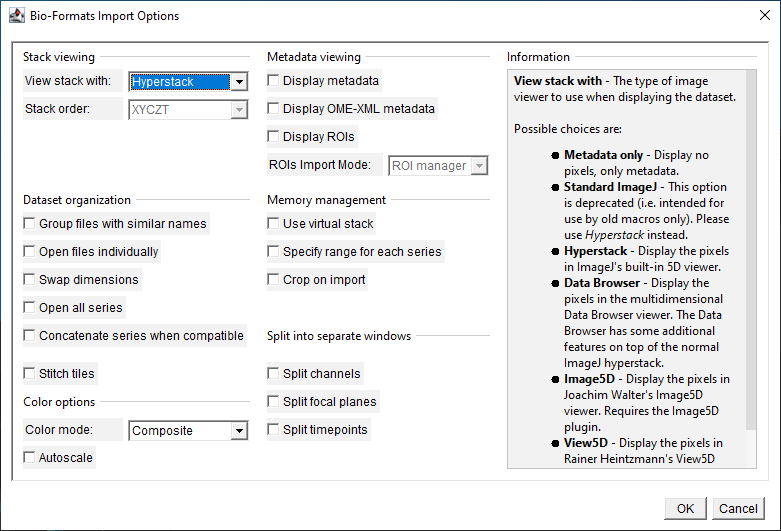 Bio-Formats Import Options
Stack viewing
View stack with: Hyperstack
Stack order: XYCZT
Metadata viewing
Display metadata
Display OME-XML metadata
Display ROIs
ROIs Import Mode: ROI manager
Dataset organization
Group files with similar names
Open files individually
Swap dimensions
Open all series
Concatenate series when compatible
Stitch tiles
Memory management
Use virtual stack
Specify range for each series
Crop on import
Split into separate windows
Split channels
Split focal planes
Split timepoints
Color options
Color mode: Composite
Autoscale
Information
View stack with - The type of image
viewer to use when displaying the dataset.
Possible choices are:
Metadata only - Display no
pixels, only metadata.
Standard ImageJ - This option
is deprecated (i.e. intended for
use by old macros only). Please
use Hyperstack instead.
Hyperstack - Display the pixels
in ImageJ's built-in 5D viewer.
Data Browser - Display the
pixels in the multidimensional
Data Browser viewer. The Data
Browser has some additional
features on top of the normal
ImageJ hyperstack.
Image5D - Display the pixels in
Joachim Walter's Image5D
viewer. Requires the Image5D
plugin.
View5D - Display the pixels in
Rainer Heintzmann's View5D
OK
Cancel